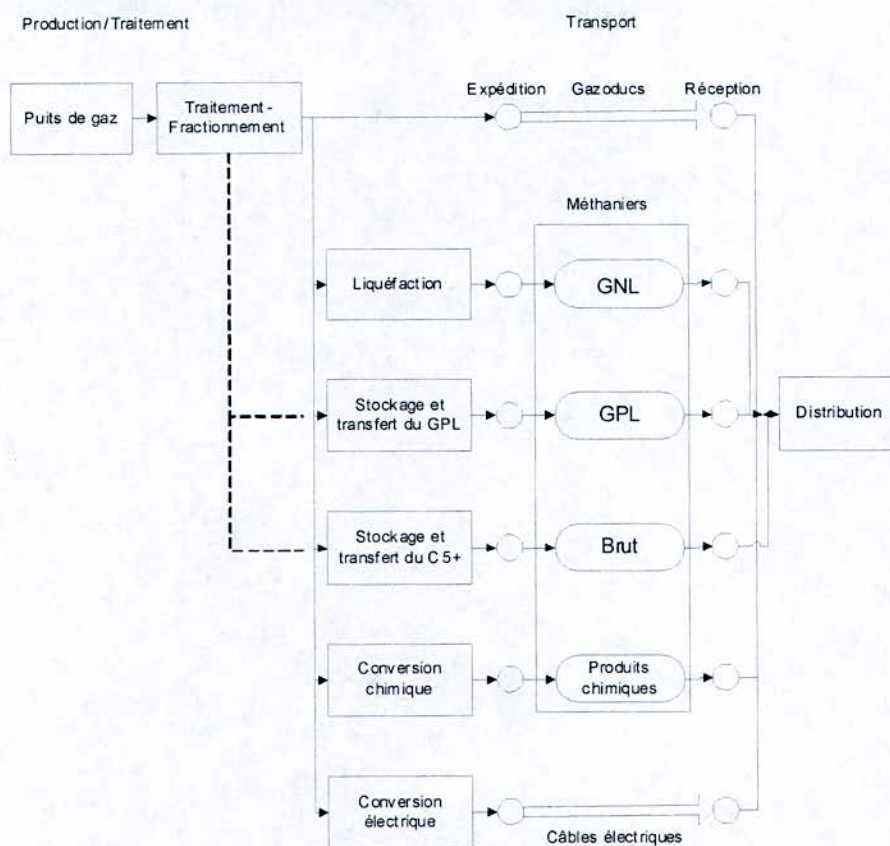 Production/Traitement
Transport
Expédition
Gazoducs
Réception
Puits de gaz
Traitement -
Fractionnement
Méthaniers
Liquéfaction
GNL
Stockage et
transfert du GPL
GPL
Distribution
Stockage et
transfert du C5+
Brut
Conversion
chimique
Produits
chimiques
Conversion
électrique
Câbles électriques